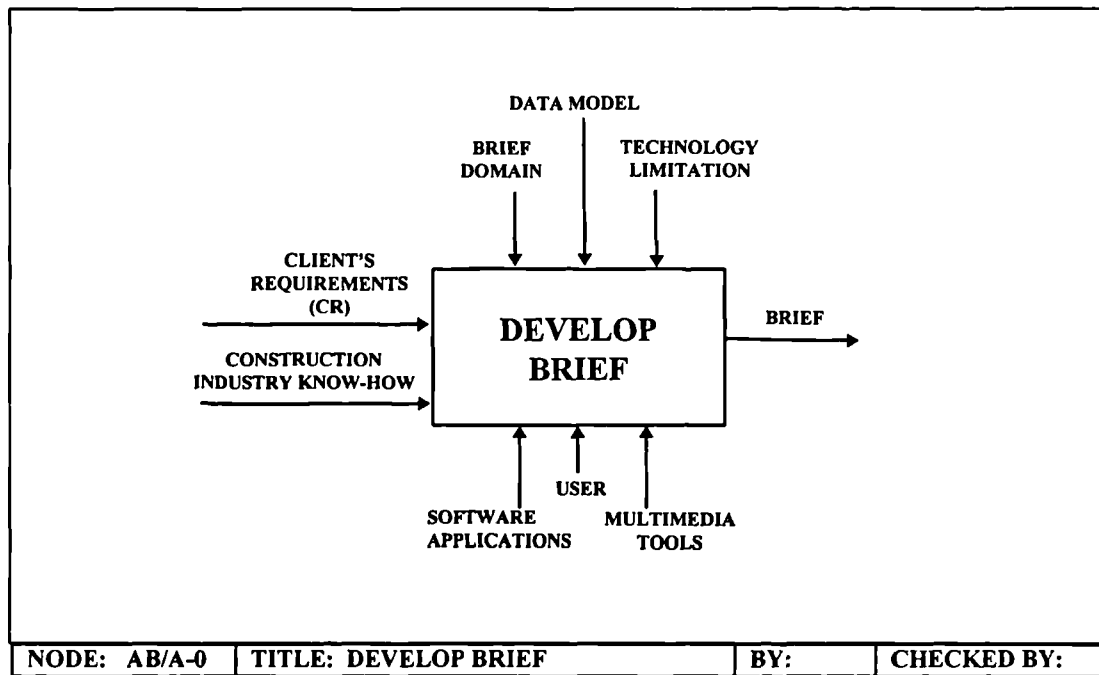 DATA MODEL
BRIEF
DOMAIN
TECHNOLOGY
LIMITATION
CLIENT'S
REQUIREMENTS
(CR)
CONSTRUCTION
INDUSTRY KNOW-HOW
DEVELOP
BRIEF
BRIEF
USER
SOFTWARE
APPLICATIONS
MULTIMEDIA
TOOLS
NODE: AB/A-0
TITLE: DEVELOP BRIEF
BY:
CHECKED BY: